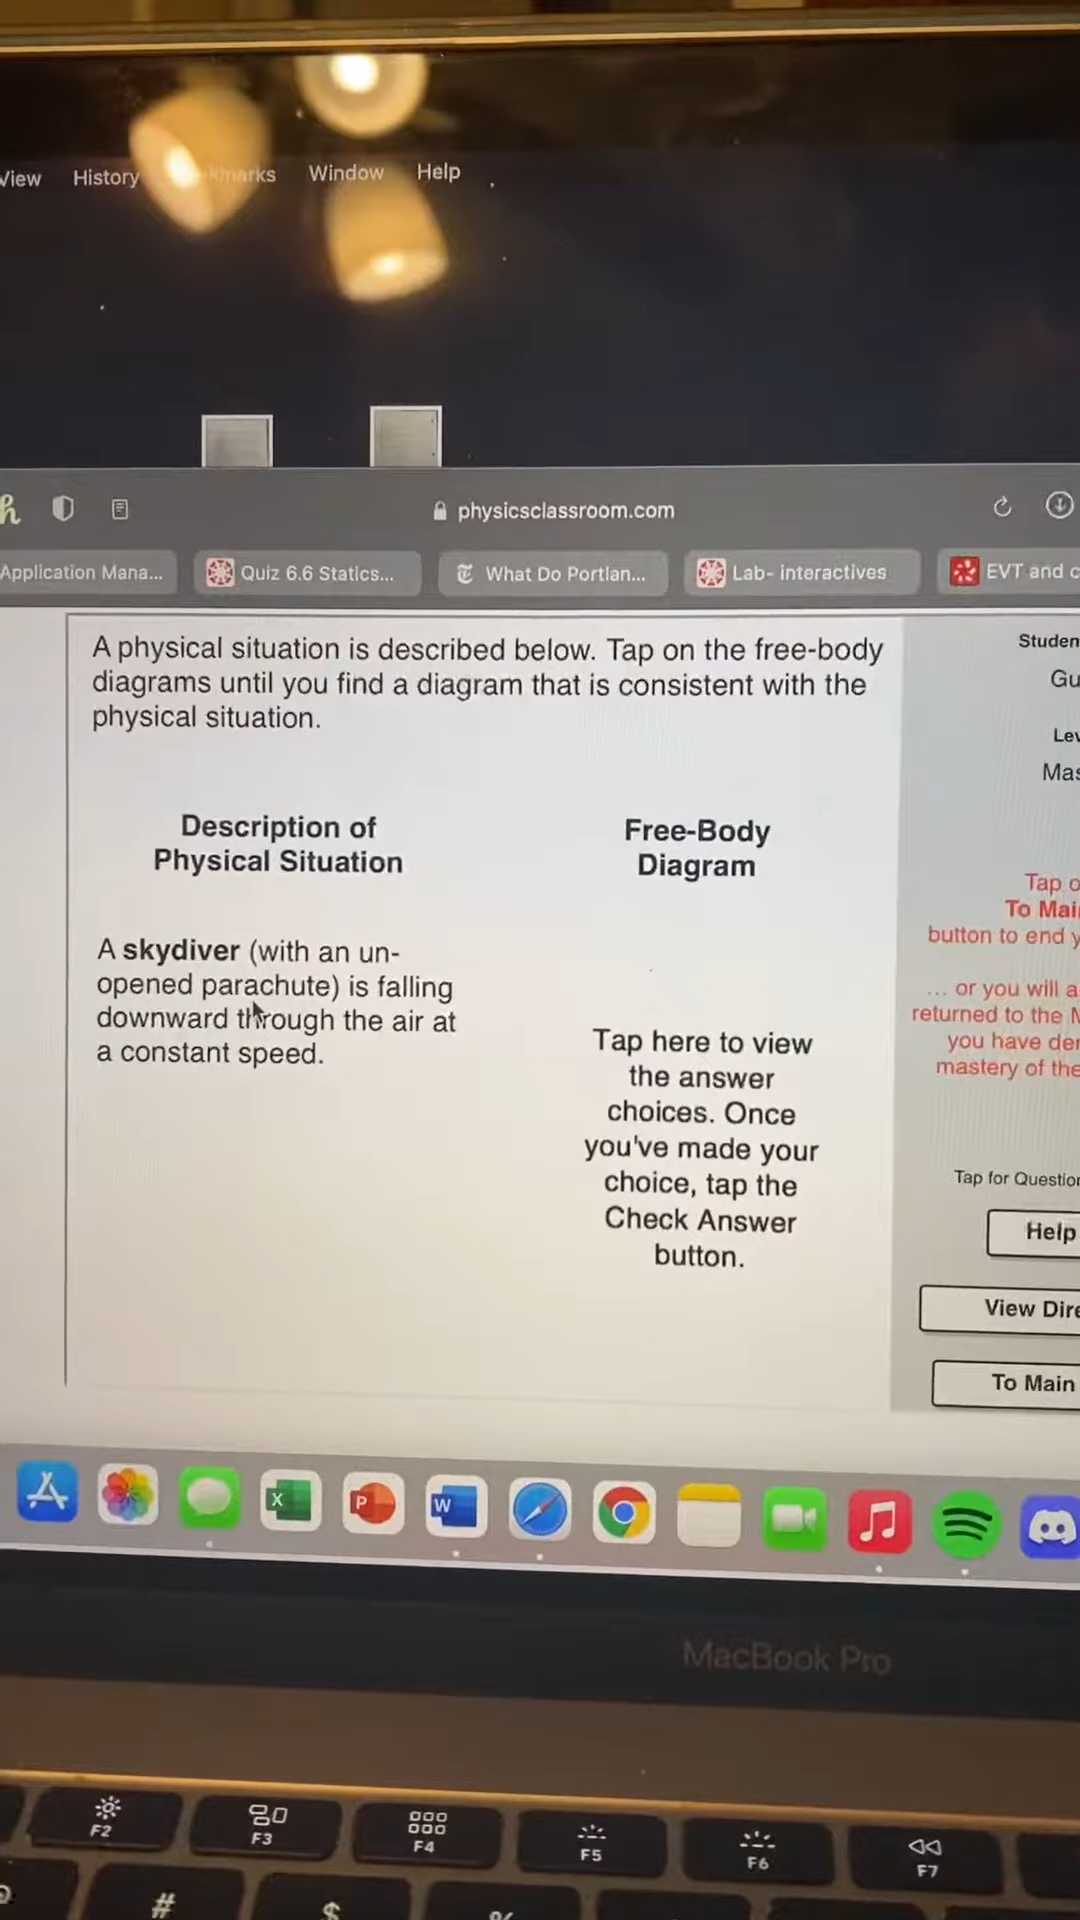 View History Window Help
physicsclassroom.com
Application Mana... Quiz 6.6 Statics... What Do Portlan... Lab- interactives EVT and c
A physical situation is described below. Tap on the free-body
diagrams until you find a diagram that is consistent with the
physical situation.
Description of
Physical Situation
Free-Body
Diagram
A skydiver (with an un-
opened parachute) is falling
downward through the air at
a constant speed.
Tap here to view
the answer
choices. Once
you've made your
choice, tap the
Check Answer
button.
Studen
Gu
Lev
Mas
Tap o
To Mai
button to end y
... or you will a
returned to the M
you have der
mastery of the
Tap for Question
Help
View Dire
To Main
X
P
W
MacBook Pro
F2 F3 F4 F5 F6 F7
# $ %